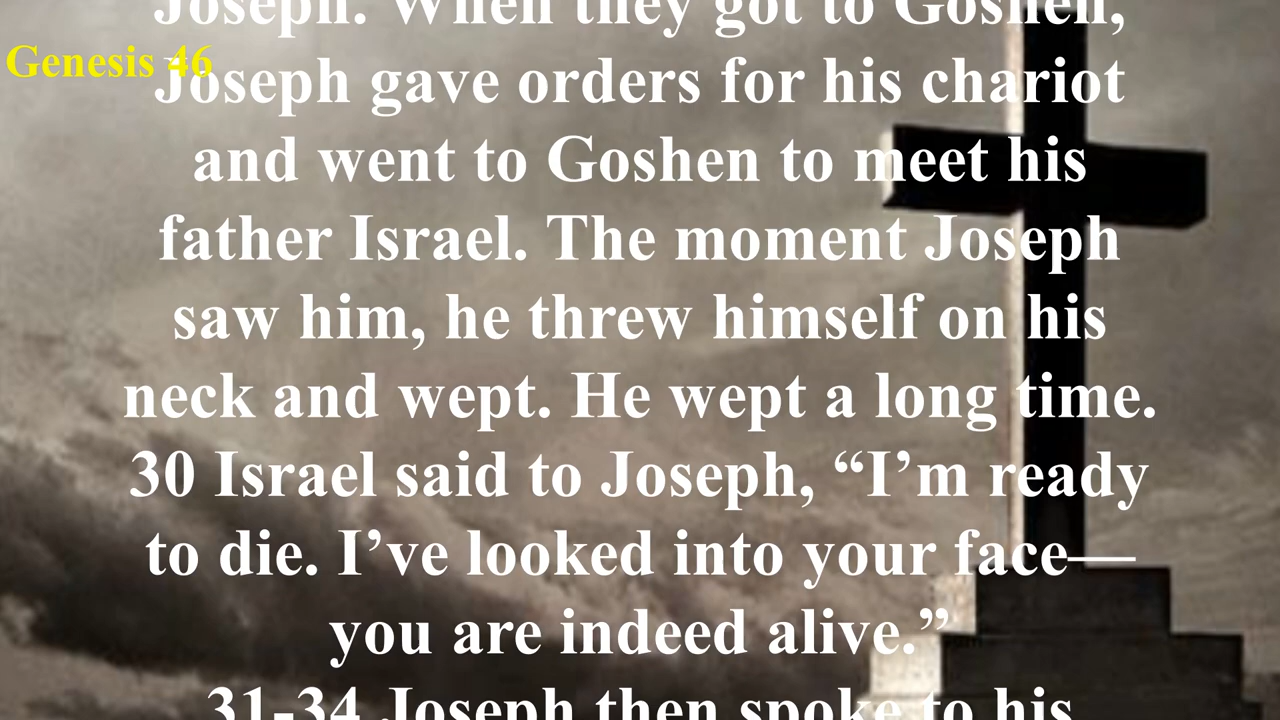 Joseph. When they got to Goshen,
Genesis 46
Joseph gave orders for his chariot
and went to Goshen to meet his
father Israel. The moment Joseph
saw him, he threw himself on his
neck and wept. He wept a long time.
30 Israel said to Joseph, “I’m ready
to die. I’ve looked into your face—
you are indeed alive.”
31-34 Joseph then spoke to his